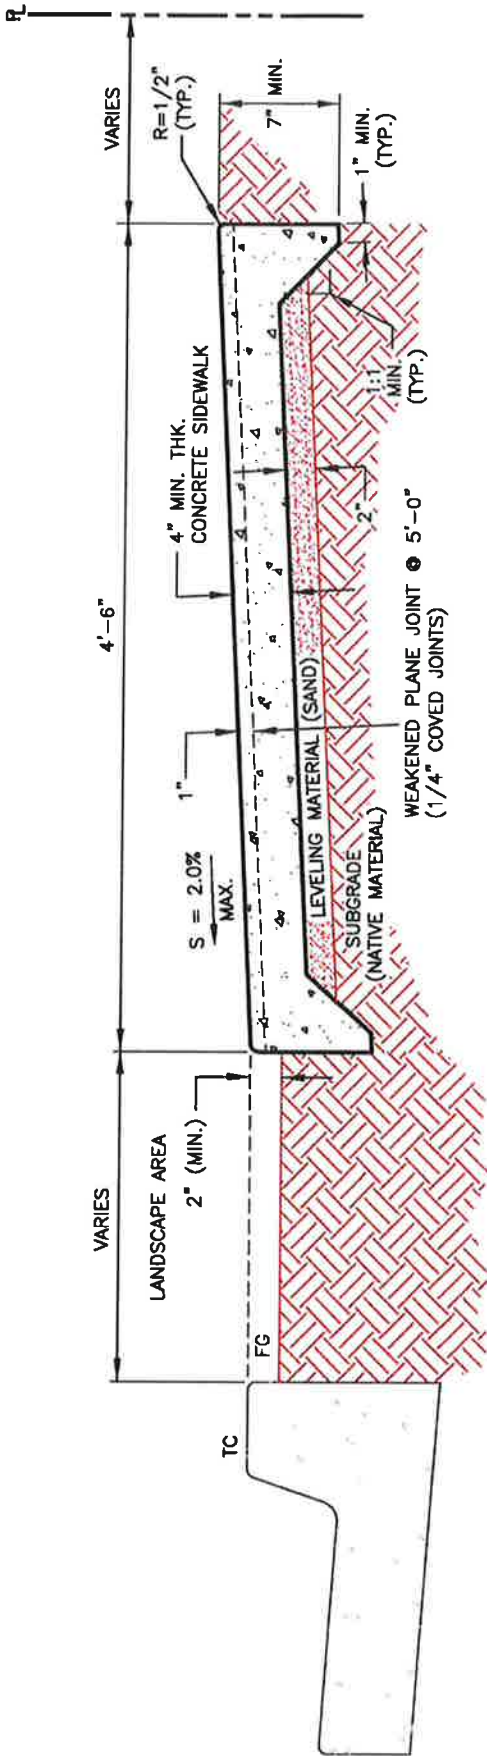 VARIES
LANDSCAPE AREA
2" (MIN.)
TC
FG
4'-6"
S = 2.0%
MAX.
1"
4" MIN. THK.
CONCRETE SIDEWALK
LEVELING MATERIAL (SAND)
SUBGRADE
(NATIVE MATERIAL)
WEAKENED PLANE JOINT @ 5'-0"
(1/4" COVED JOINTS)
2"
1:1
MIN.
(TYP.)
VARIES
R=1/2"
(TYP.)
7" MIN.
1" MIN.
(TYP.)
PL